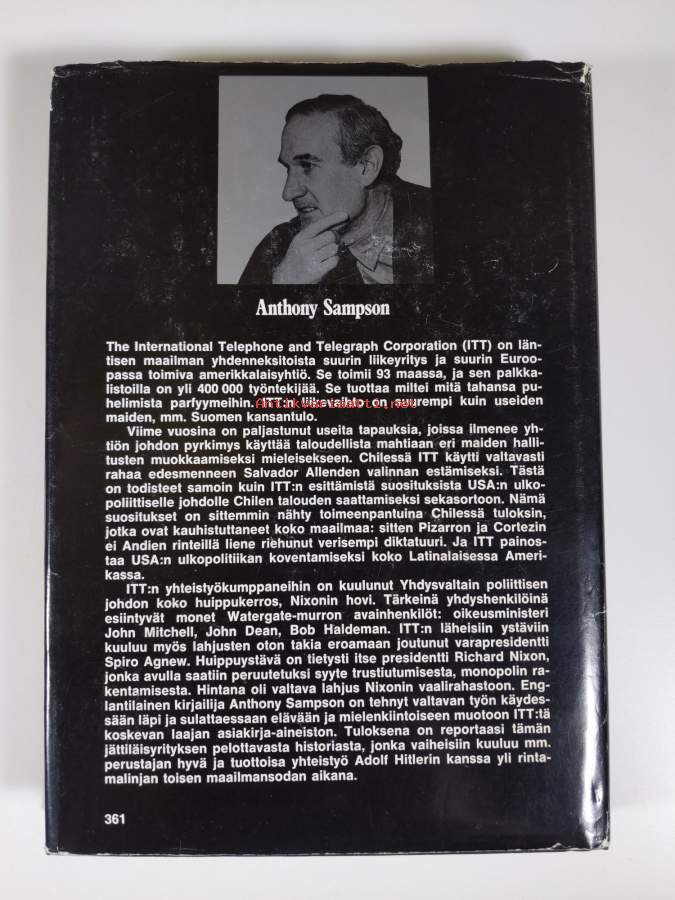 Anthony Sampson
The International Telephone and Telegraph Corporation (ITT) on län-
tisen maailman yhdenneksitoista suurin liikeyritys ja suurin Euroo-
passa toimiva amerikkalaisyhtiö. Se toimii 93 maassa, ja sen palkka-
listoilla on yli 400 000 työntekijää. Se tuottaa miltei mitä tahansa pu-
helimista parfyymeihin. ITT:n liikevaihto on suurempi kuin useiden
maiden, mm. Suomen kansantulo.
Viime vuosina on paljastunut useita tapauksia, joissa ilmenee yh-
tiön johdon pyrkimys käyttää taloudellista mahtiaan eri maiden halli-
tusten muokkaamiseksi mieleisekseen. Chilessä ITT käytti valtavasti
rahaa edesmenneen Salvador Allenden valinnan estämiseksi. Tästä
on todisteet samoin kuin ITT:n esittämistä suosituksista USA:n ulko-
poliittiselle johdolle Chilen talouden saattamiseksi sekasortoon. Nämä
suositukset on sittemmin nähty toimeenpantuina Chilessä tuloksin,
jotka ovat kauhistuttaneet koko maailmaa: sitten Pizarron ja Cortezin
ei Andien rinteillä liene riehunut verisempi diktatuuri. Ja ITT painos-
taa USA:n ulkopolitiikan koventamiseksi koko Latinalaisessa Ameri-
kassa.
ITT:n yhteistyökumppaneihin on kuulunut Yhdysvaltain poliittisen
johdon koko huippukerros, Nixonin hovi. Tärkeinä yhdyshenkilöinä
esiintyvät monet Watergate-murron avainhenkilöt: oikeusministeri
John Mitchell, John Dean, Bob Haldeman. ITT:n läheisiin ystäviin
kuuluu myös lahjusten oton takia eroamaan joutunut varapresidentti
Spiro Agnew. Huippuystävä on tietysti itse presidentti Richard Nixon,
jonka avulla saatiin peruutetuksi syyte trustiutumisesta, monopolin ra-
kentamisesta. Hintana oli valtava lahjus Nixonin vaalirahastoon. Eng-
lantilainen kirjailija Anthony Sampson on tehnyt valtavan työn käydes-
sään läpi ja sulattaessaan elävään ja mielenkiintoiseen muotoon ITT:tä
koskevan laajan asiakirja-aineiston. Tuloksena on reportaasi tämän
jättiläisyrityksen pelottavasta historiasta, jonka vaiheisiin kuuluu mm.
perustajan hyvä ja tuottoisa yhteistyö Adolf Hitlerin kanssa yli rinta-
malinjan toisen maailmansodan aikana.
361
Antikvariaatti.net